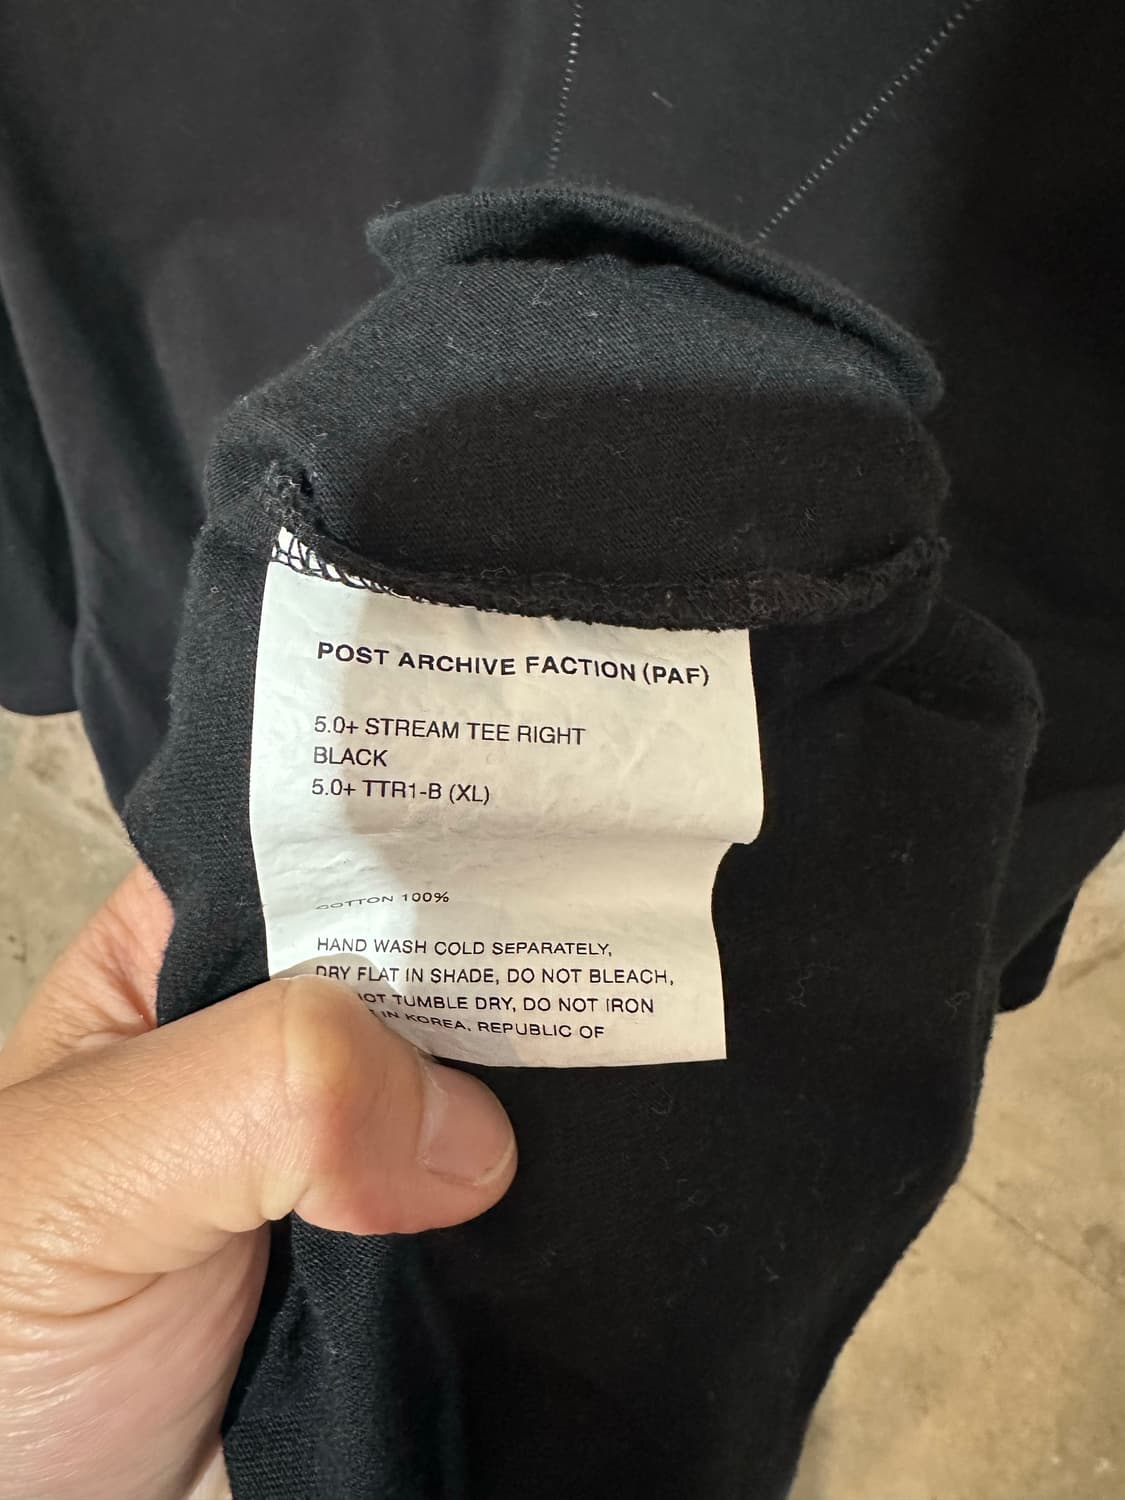 POST ARCHIVE FACTION (PAF)
5.0+ STREAM TEE RIGHT
BLACK
5.0+ TTR1-B (XL)
COTTON 100%
HAND WASH COLD SEPARATELY,
DRY FLAT IN SHADE, DO NOT BLEACH,
TUMBLE DRY, DO NOT IRON
IN KOREA, REPUBLIC OF